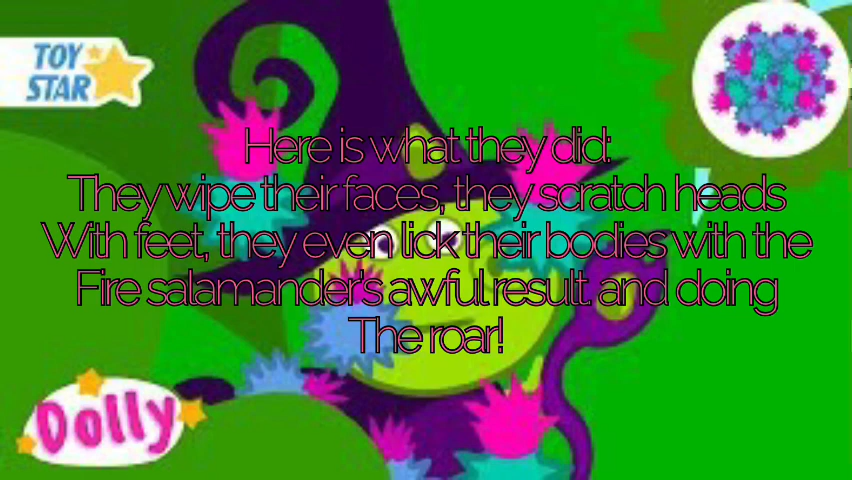 TOY
STAR
Here is what they did:
They wipe their faces, they scratch heads
With feet, they even lick their bodies with the
Fire salamander's awful result. and doing
The roar!
Dolly